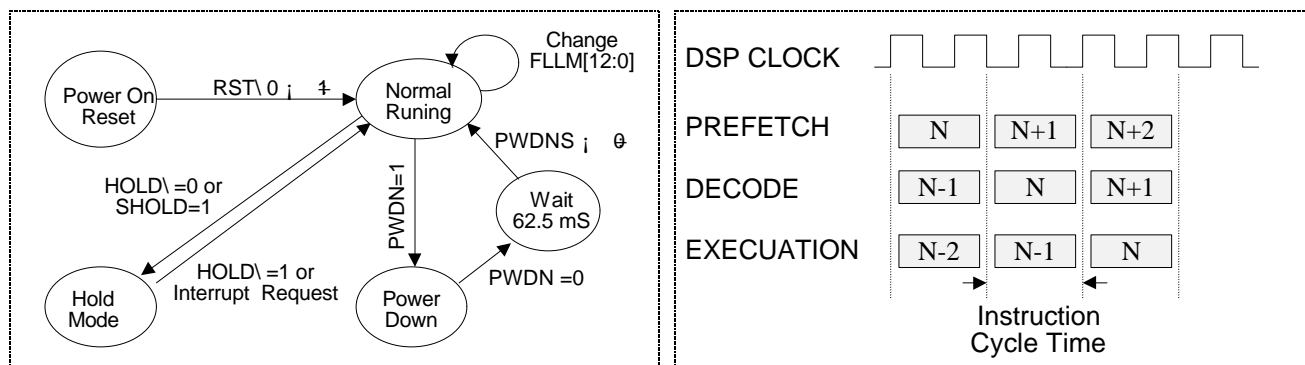 Change
FLLM[12:0]
Power On
Reset
RST\ 0 ¡
Normal
Runing
PWDNS ¡
HOLD\ =0 or
SHOLD=1
PWDN=1
Wait
62.5 mS
HOLD\ =1 or
Interrupt Request
PWDN =0
Hold
Mode
Power
Down
DSP CLOCK
PREFETCH N N+1 N+2
DECODE N-1 N N+1
EXECUATION N-2 N-1 N
Instruction
Cycle Time